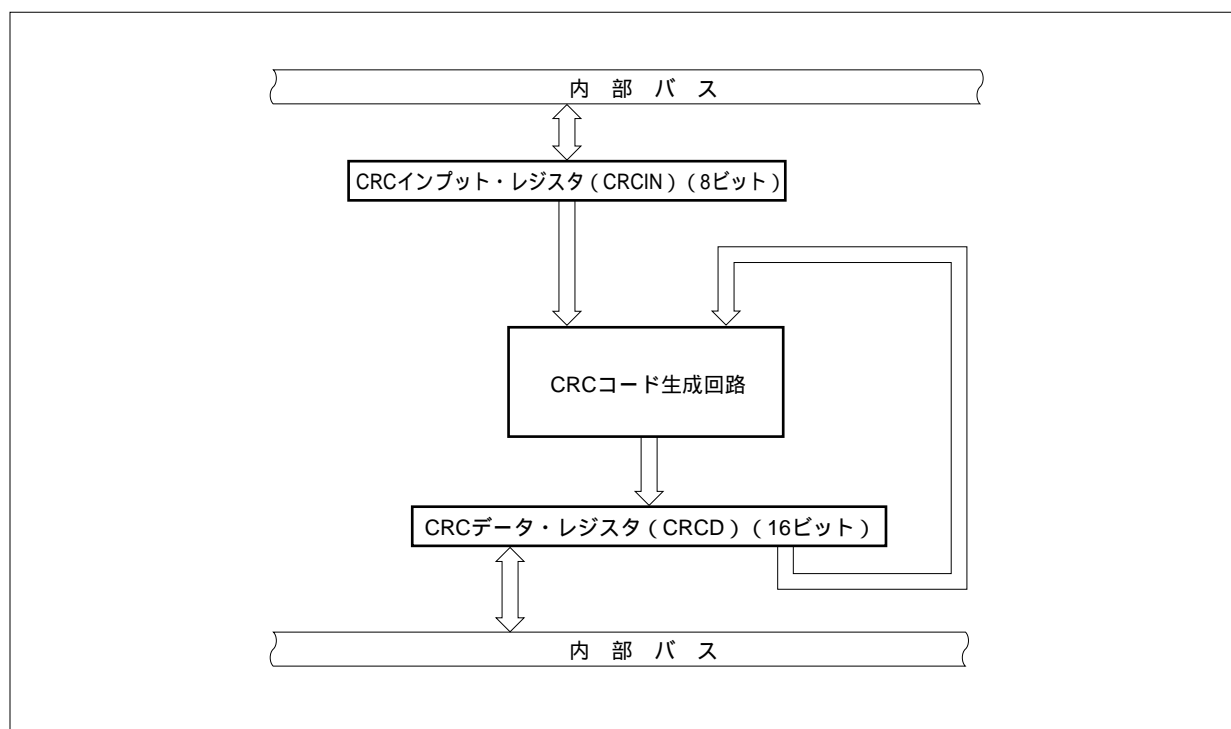 内 部 バ ス
CRCインプット・レジスタ（CRCIN）（8ビット）
CRCコード生成回路
CRCデータ・レジスタ（CRCD）（16ビット）
内 部 バ ス